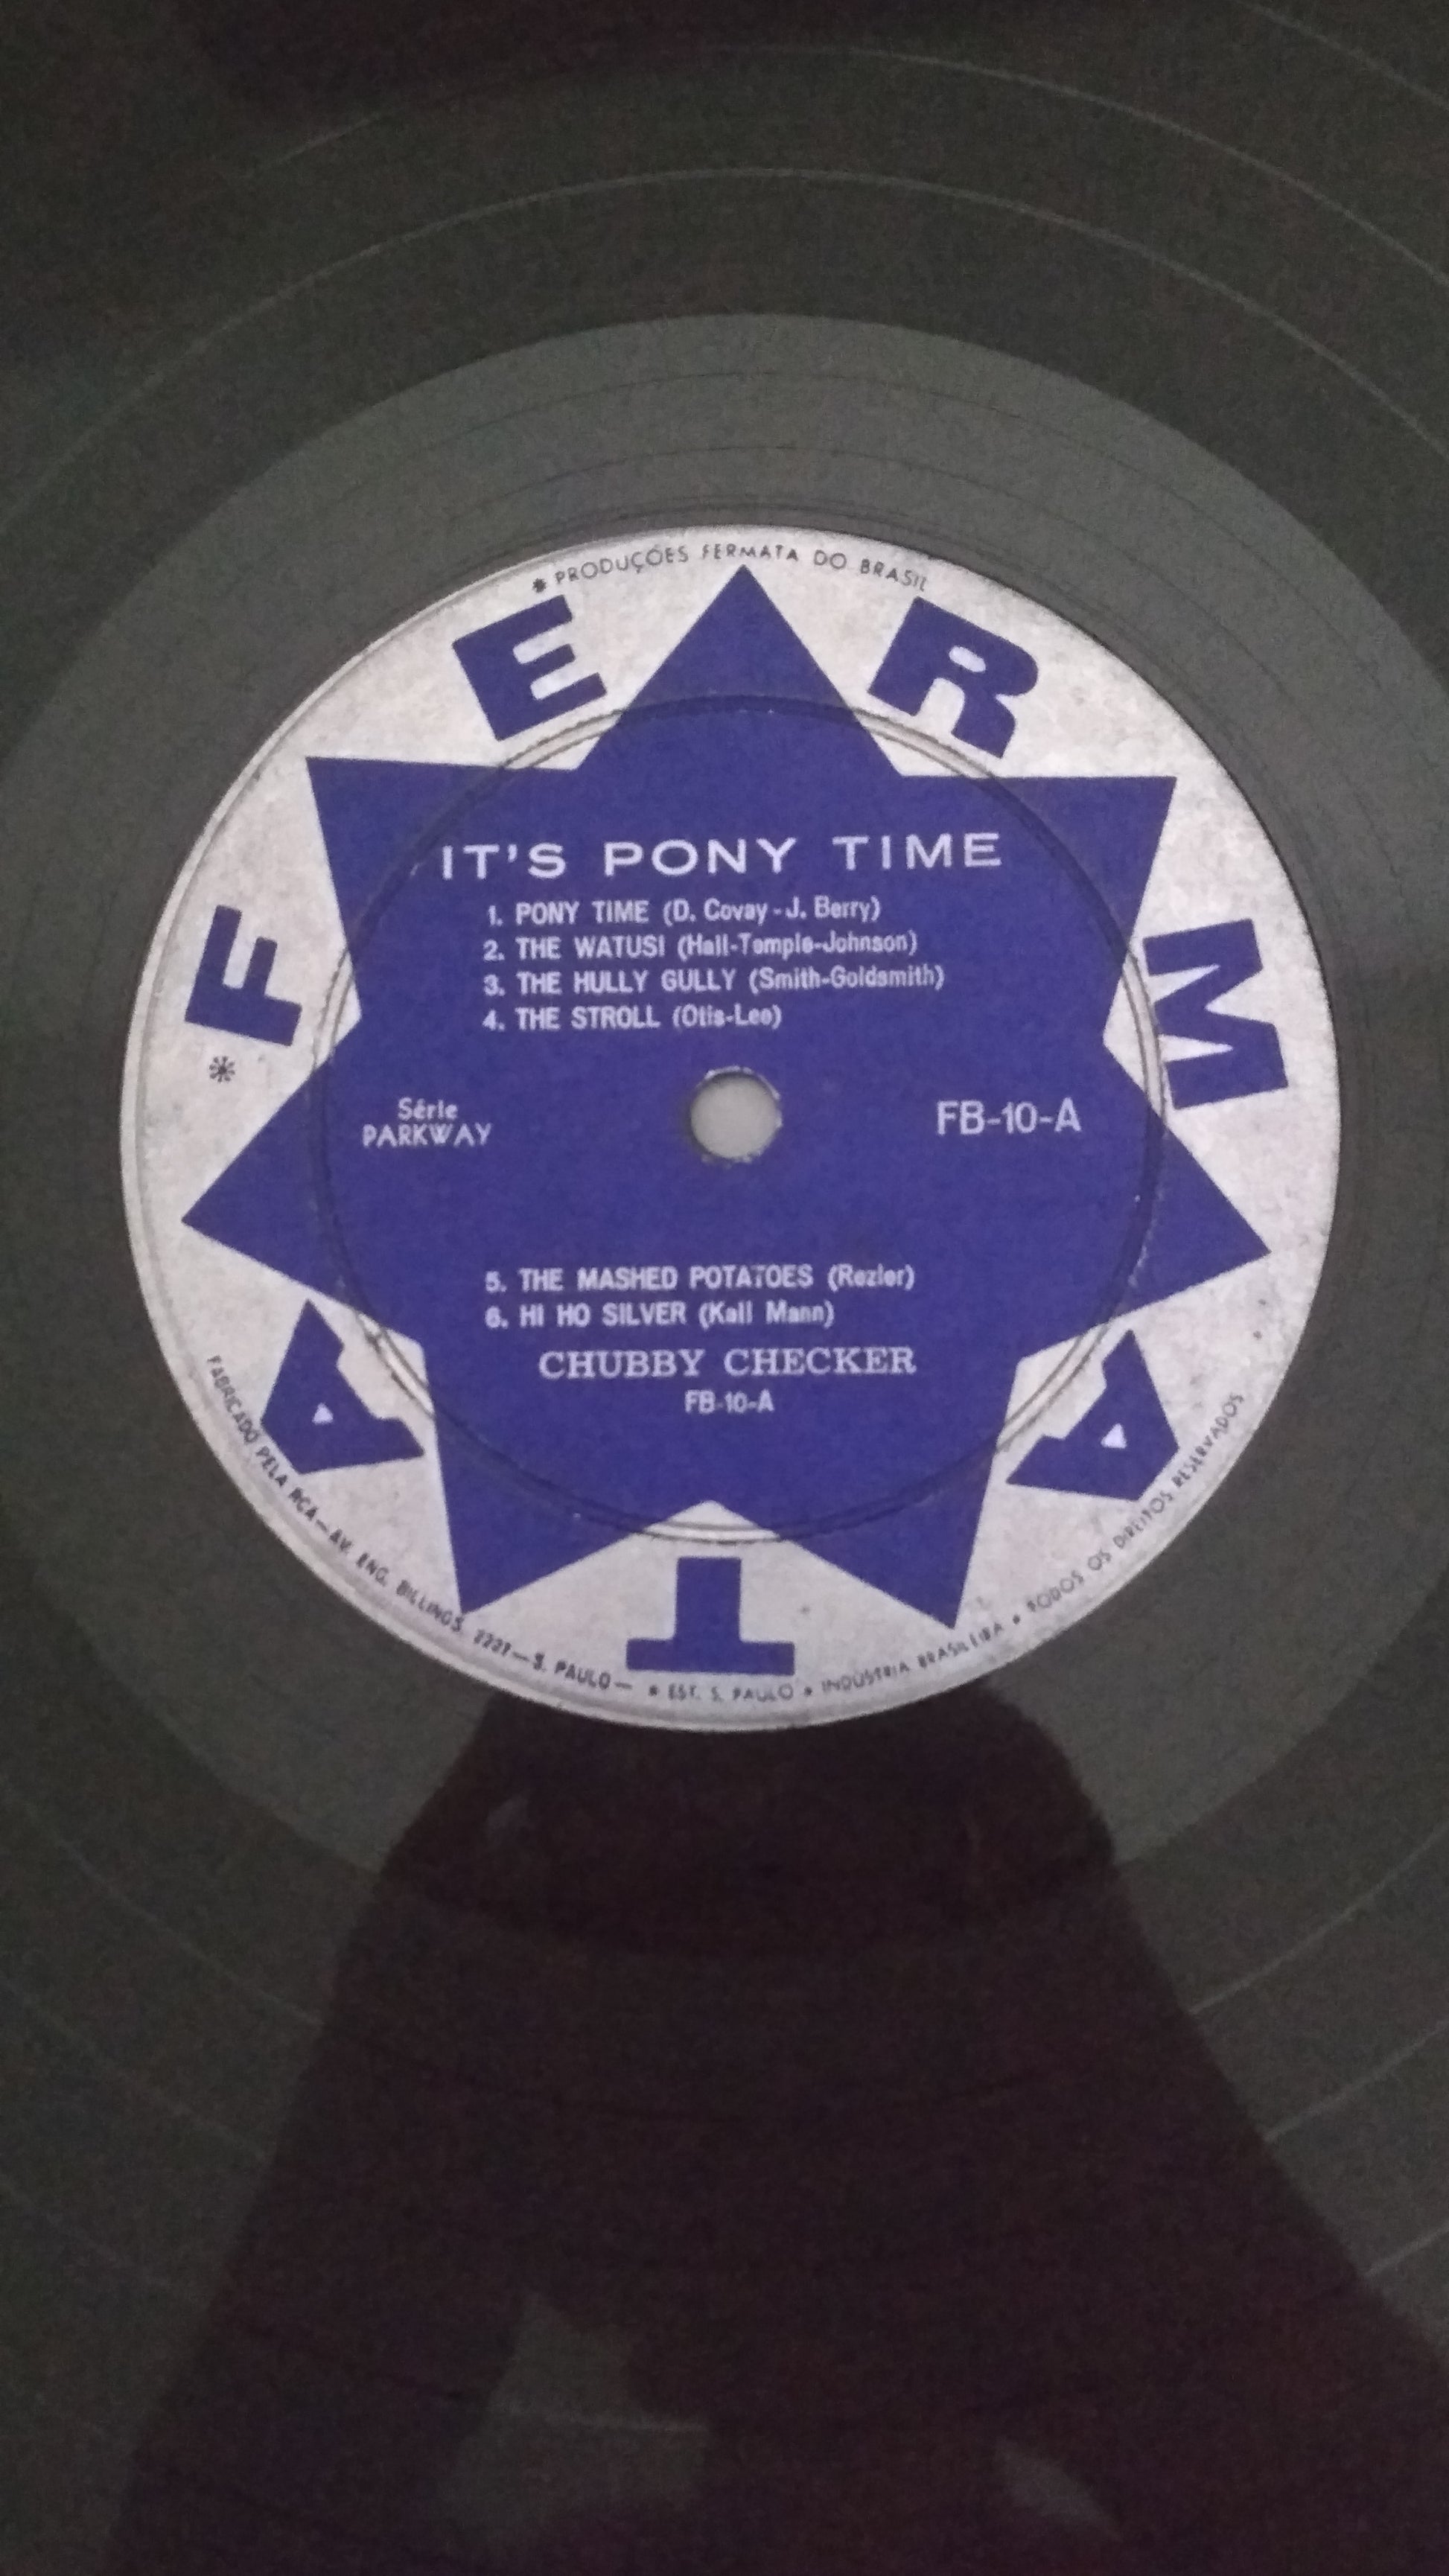 * PRODUÇÕES FERMATA DO BRASIL
* FERMATA
IT'S PONY TIME
1. PONY TIME (D. Covay - J. Berry)
2. THE WATUSI (Hall-Temple-Johnson)
3. THE HULLY GULLY (Smith-Goldsmith)
4. THE STROLL (Otis-Lee)
Série
PARKWAY
FB-10-A
5. THE MASHED POTATOES (Rozier)
6. HI HO SILVER (Kall Mann)
CHUBBY CHECKER
FB-10-A
FABRICADO PELA RCA — AV. ENG. BILLINGS, 2227 — S. PAULO — * EST. S. PAULO * INDÚSTRIA BRASILEIRA * TODOS OS DIREITOS RESERVADOS